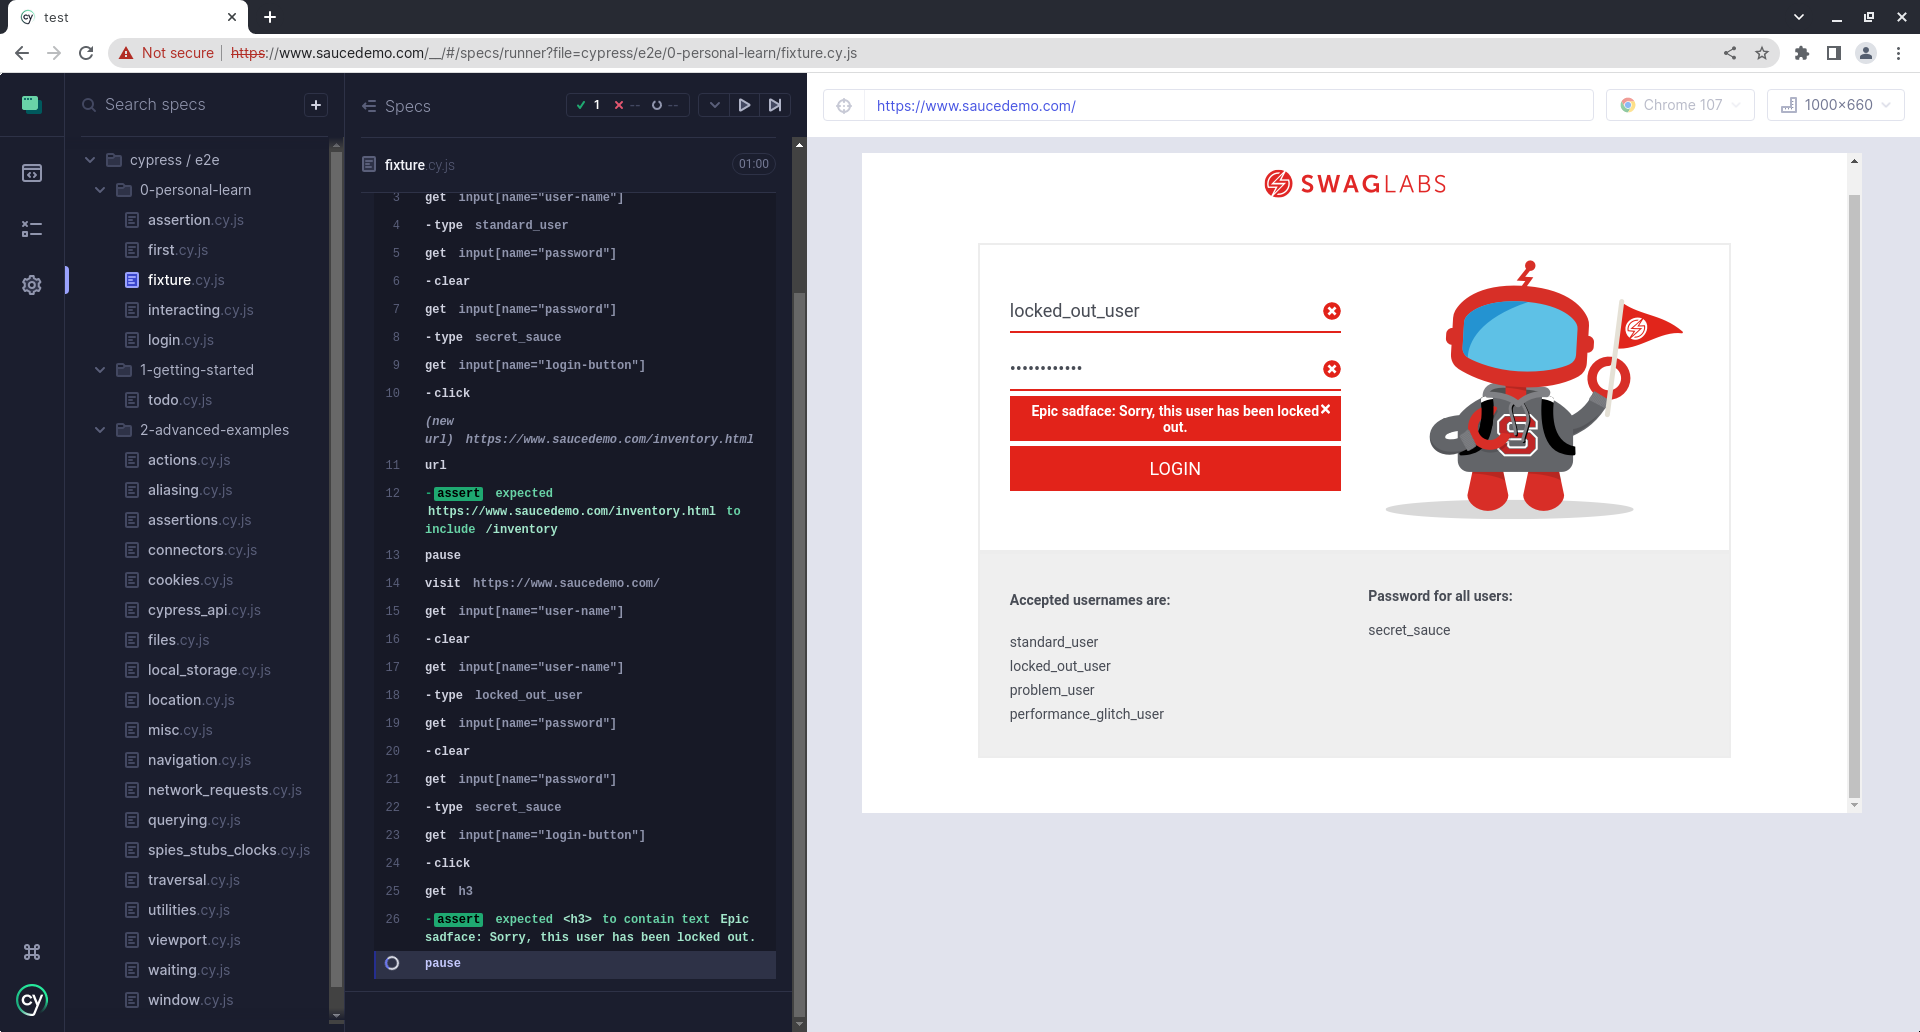 test
Not secure
https://www.saucedemo.com/__/#/specs/runner?file=cypress/e2e/0-personal-learn/fixture.cy.js
Search specs
cypress / e2e
0-personal-learn
assertion.cy.js
first.cy.js
fixture.cy.js
interacting.cy.js
login.cy.js
1-getting-started
todo.cy.js
2-advanced-examples
actions.cy.js
aliasing.cy.js
assertions.cy.js
connectors.cy.js
cookies.cy.js
cypress_api.cy.js
files.cy.js
local_storage.cy.js
location.cy.js
misc.cy.js
navigation.cy.js
network_requests.cy.js
querying.cy.js
spies_stubs_clocks.cy.js
traversal.cy.js
utilities.cy.js
viewport.cy.js
waiting.cy.js
window.cy.js
cy
Specs
1 -- --
fixture.cy.js 01:00
3 get input[name="user-name"]
4 -type standard_user
5 get input[name="password"]
6 -clear
7 get input[name="password"]
8 -type secret_sauce
9 get input[name="login-button"]
10 -click
(new
url) https://www.saucedemo.com/inventory.html
11 url
12 -assert expected
https://www.saucedemo.com/inventory.html to
include /inventory
13 pause
14 visit https://www.saucedemo.com/
15 get input[name="user-name"]
16 -clear
17 get input[name="user-name"]
18 -type locked_out_user
19 get input[name="password"]
20 -clear
21 get input[name="password"]
22 -type secret_sauce
23 get input[name="login-button"]
24 -click
25 get h3
26 -assert expected <h3> to contain text Epic
sadface: Sorry, this user has been locked out.
pause
https://www.saucedemo.com/
Chrome 107
1000×660
SWAGLABS
locked_out_user
••••••••••••
Epic sadface: Sorry, this user has been locked
out.
LOGIN
S
Accepted usernames are:
standard_user
locked_out_user
problem_user
performance_glitch_user
Password for all users:
secret_sauce